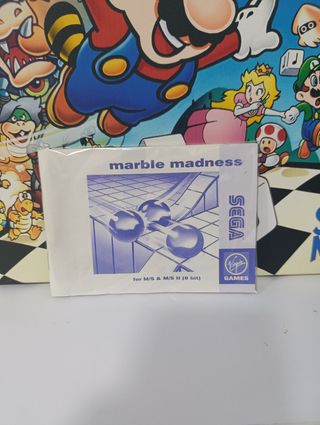 marble madness
SEGA
Virgin
GAMES
for M/S & M/S II (8 bit)